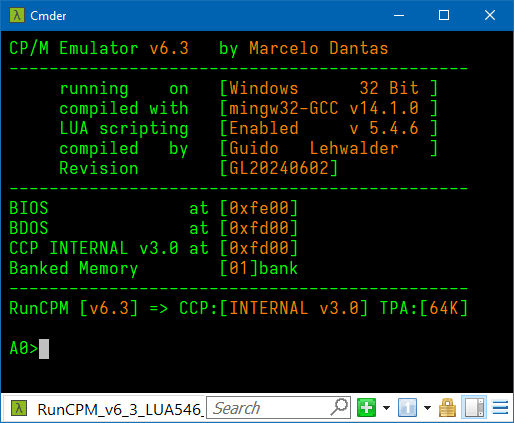 Cmder
CP/M Emulator v6.3   by Marcelo Dantas
----------------------------------------------
     running    on   [Windows      32 Bit ]
     compiled with   [mingw32-GCC v14.1.0 ]
     LUA scripting   [Enabled     v 5.4.6 ]
     compiled   by   [Guido   Lehwalder   ]
     Revision        [GL20240602]
----------------------------------------------
BIOS              at [0xfe00]
BDOS              at [0xfd00]
CCP INTERNAL v3.0 at [0xfd00]
Banked Memory        [01]bank
----------------------------------------------
RunCPM [v6.3] => CCP:[INTERNAL v3.0] TPA:[64K]
A0>
RunCPM_v6_3_LUA546_ Search